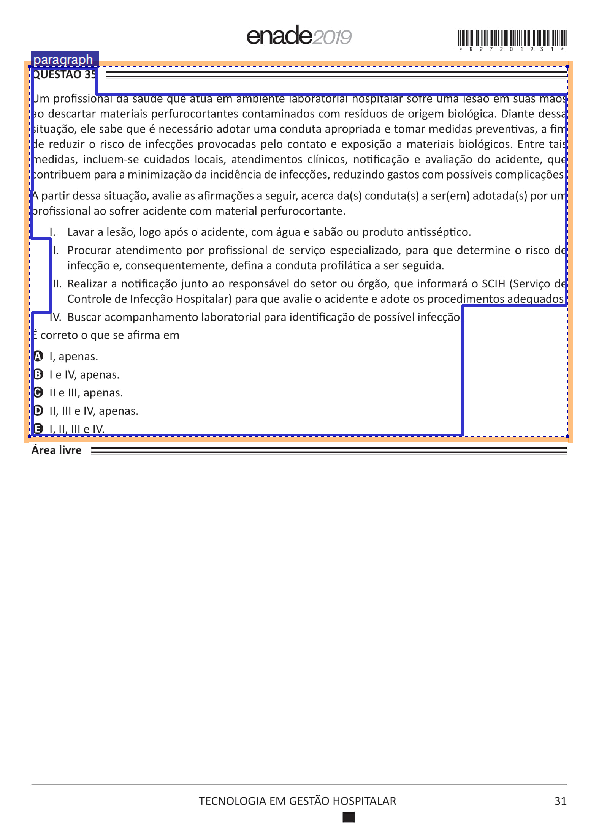 enade2019
paragraph
QUESTÃO 35
Um profissional da saúde que atua em ambiente laboratorial hospitalar sofre uma lesão em suas mãos
ao descartar materiais perfurocortantes contaminados com resíduos de origem biológica. Diante dessa
situação, ele sabe que é necessário adotar uma conduta apropriada e tomar medidas preventivas, a fim
de reduzir o risco de infecções provocadas pelo contato e exposição a materiais biológicos. Entre tais
medidas, incluem-se cuidados locais, atendimentos clínicos, notificação e avaliação do acidente, que
contribuem para a minimização da incidência de infecções, reduzindo gastos com possíveis complicações.
A partir dessa situação, avalie as afirmações a seguir, acerca da(s) conduta(s) a ser(em) adotada(s) por um
profissional ao sofrer acidente com material perfurocortante.
I. Lavar a lesão, logo após o acidente, com água e sabão ou produto antisséptico.
II. Procurar atendimento por profissional de serviço especializado, para que determine o risco de
infecção e, consequentemente, defina a conduta profilática a ser seguida.
III. Realizar a notificação junto ao responsável do setor ou órgão, que informará o SCIH (Serviço de
Controle de Infecção Hospitalar) para que avalie o acidente e adote os procedimentos adequados.
IV. Buscar acompanhamento laboratorial para identificação de possível infecção.
É correto o que se afirma em
A I, apenas.
B I e IV, apenas.
C II e III, apenas.
D II, III e IV, apenas.
E I, II, III e IV.
Área livre
TECNOLOGIA EM GESTÃO HOSPITALAR 31